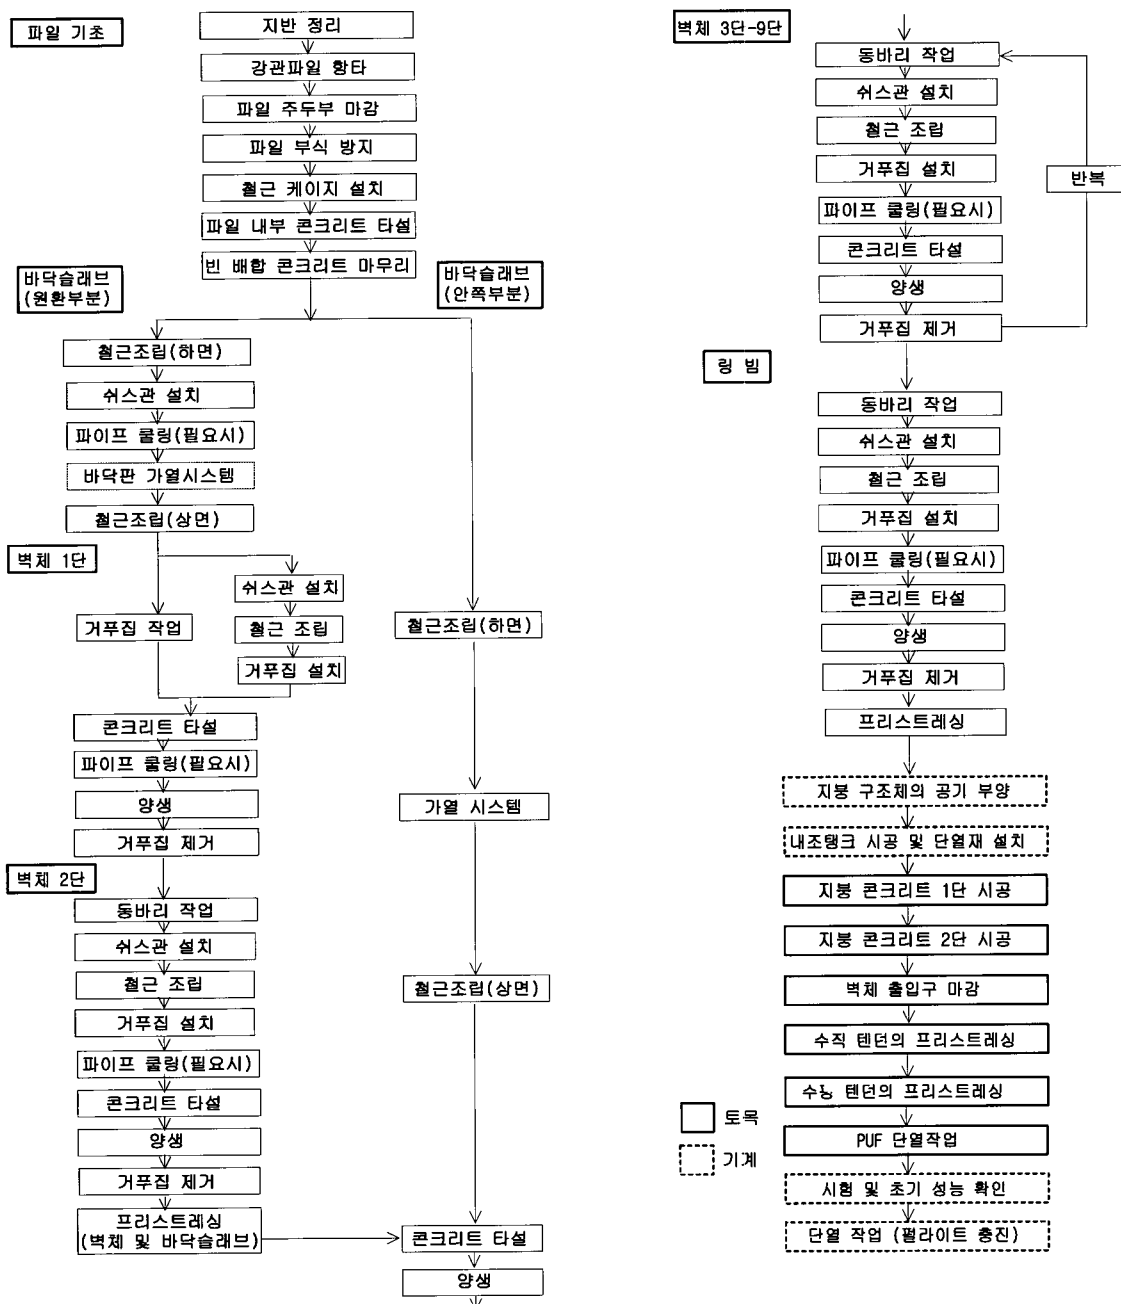 파일 기초
지반 정리
강관파일 항타
파일 주두부 마감
파일 부식 방지
철근 케이지 설치
파일 내부 콘크리트 타설
빈 배합 콘크리트 마무리
바닥슬래브
(원환부분)
바닥슬래브
(안쪽부분)
철근조립(하면)
쉬스관 설치
파이프 쿨링(필요시)
바닥판 가열시스템
철근조립(상면)
벽체 1단
쉬스관 설치
거푸집 작업
철근 조립
거푸집 설치
철근조립(하면)
콘크리트 타설
파이프 쿨링(필요시)
양생
거푸집 제거
가열 시스템
벽체 2단
동바리 작업
쉬스관 설치
철근 조립
거푸집 설치
파이프 쿨링(필요시)
콘크리트 타설
양생
거푸집 제거
프리스트레싱
(벽체 및 바닥슬래브)
철근조립(상면)
콘크리트 타설
양생
벽체 3단-9단
동바리 작업
쉬스관 설치
철근 조립
거푸집 설치
반복
파이프 쿨링(필요시)
콘크리트 타설
양생
거푸집 제거
링 빔
동바리 작업
쉬스관 설치
철근 조립
거푸집 설치
파이프 쿨링(필요시)
콘크리트 타설
양생
거푸집 제거
프리스트레싱
지붕 구조체의 공기 부양
내조탱크 시공 및 단열재 설치
지붕 콘크리트 1단 시공
지붕 콘크리트 2단 시공
벽체 출입구 마감
수직 텐던의 프리스트레싱
텐던의 프리스트레싱
PUF 단열작업
시험 및 초기 성능 확인
단열 작업 (펄라이트 충진)
토목
기계